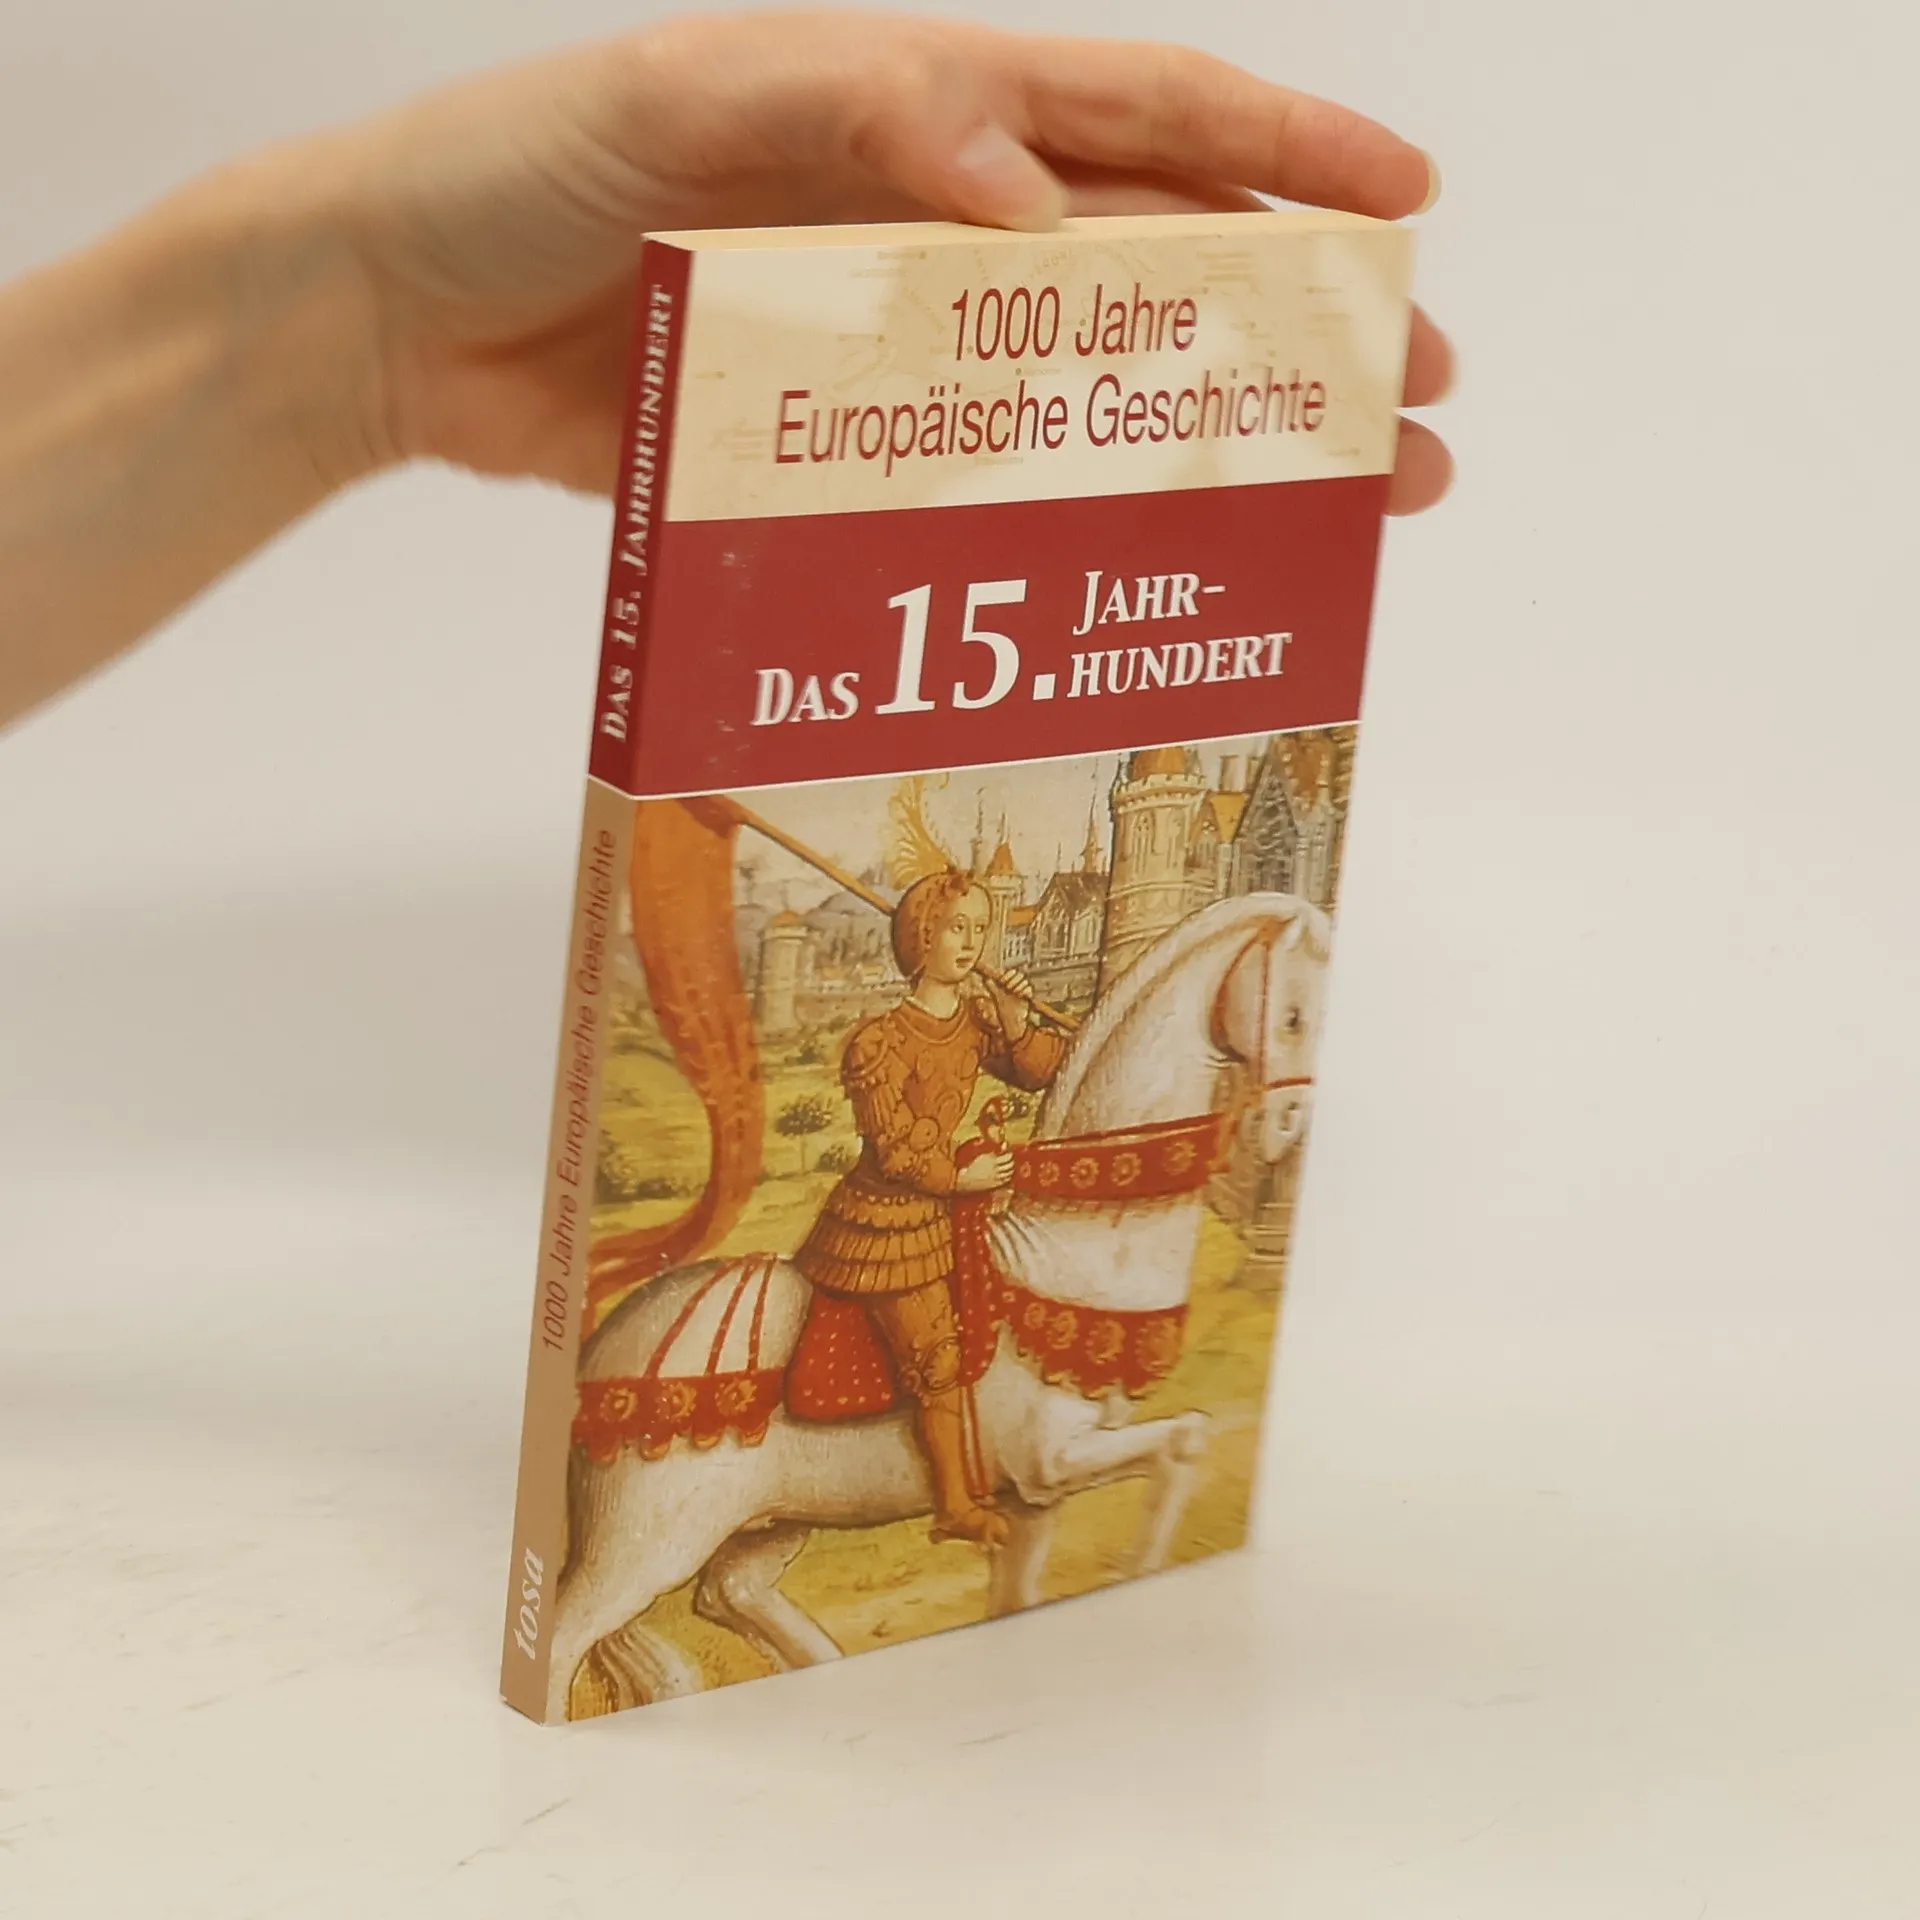 1000 Jahre
Europäische Geschichte
DAS 15. JAHR-
HUNDERT
DAS 15. JAHRHUNDERT
1000 Jahre Europäische Geschichte
tosa